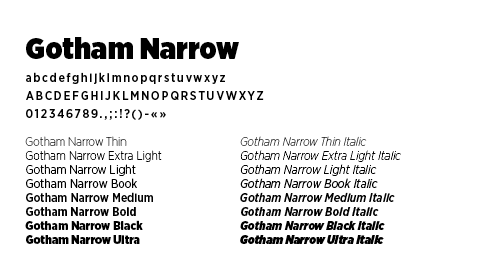 Gotham Narrow
abcdefghijklmnopqrstuvwxyz
ABCDEFGHIJKLMNOPQRSTUVWXYZ
012346789.,;:!?()-«»
Gotham Narrow Thin
Gotham Narrow Extra Light
Gotham Narrow Light
Gotham Narrow Book
Gotham Narrow Medium
Gotham Narrow Bold
Gotham Narrow Black
Gotham Narrow Ultra
Gotham Narrow Thin Italic
Gotham Narrow Extra Light Italic
Gotham Narrow Light Italic
Gotham Narrow Book Italic
Gotham Narrow Medium Italic
Gotham Narrow Bold Italic
Gotham Narrow Black Italic
Gotham Narrow Ultra Italic